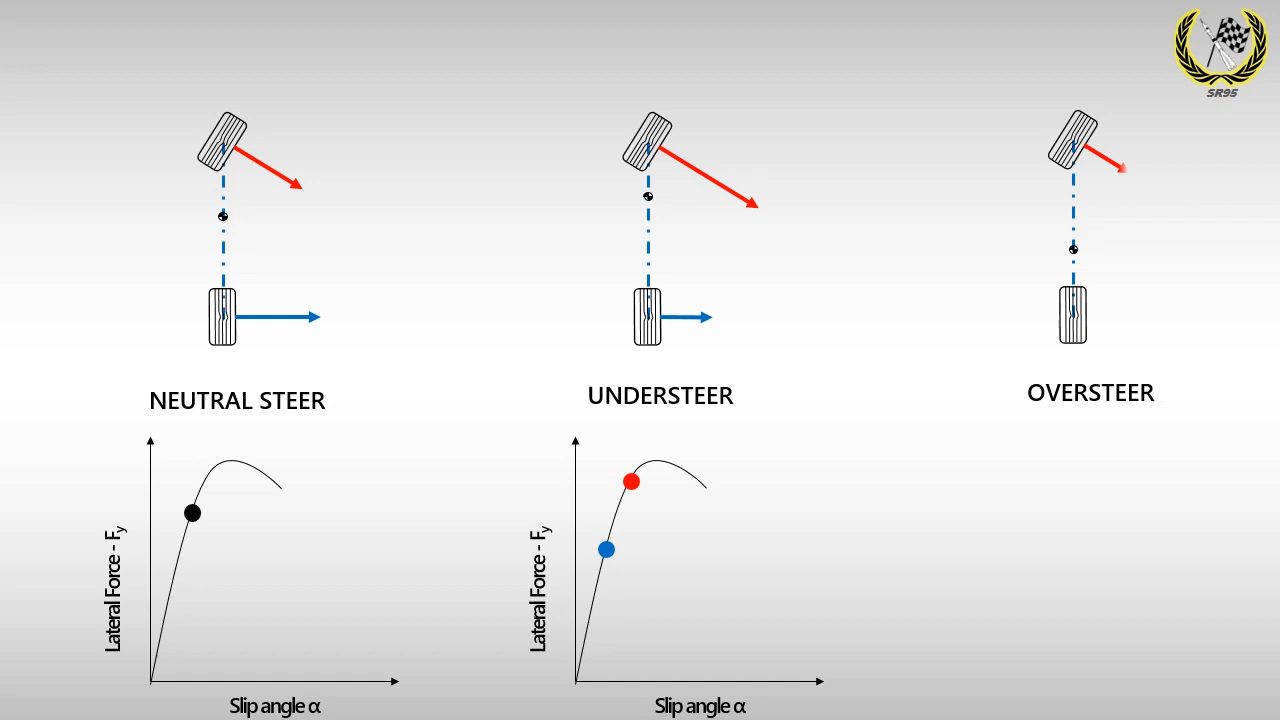 SR95
NEUTRAL STEER
UNDERSTEER
OVERSTEER
Lateral Force - Fy
Slip angle α
Lateral Force - Fy
Slip angle α